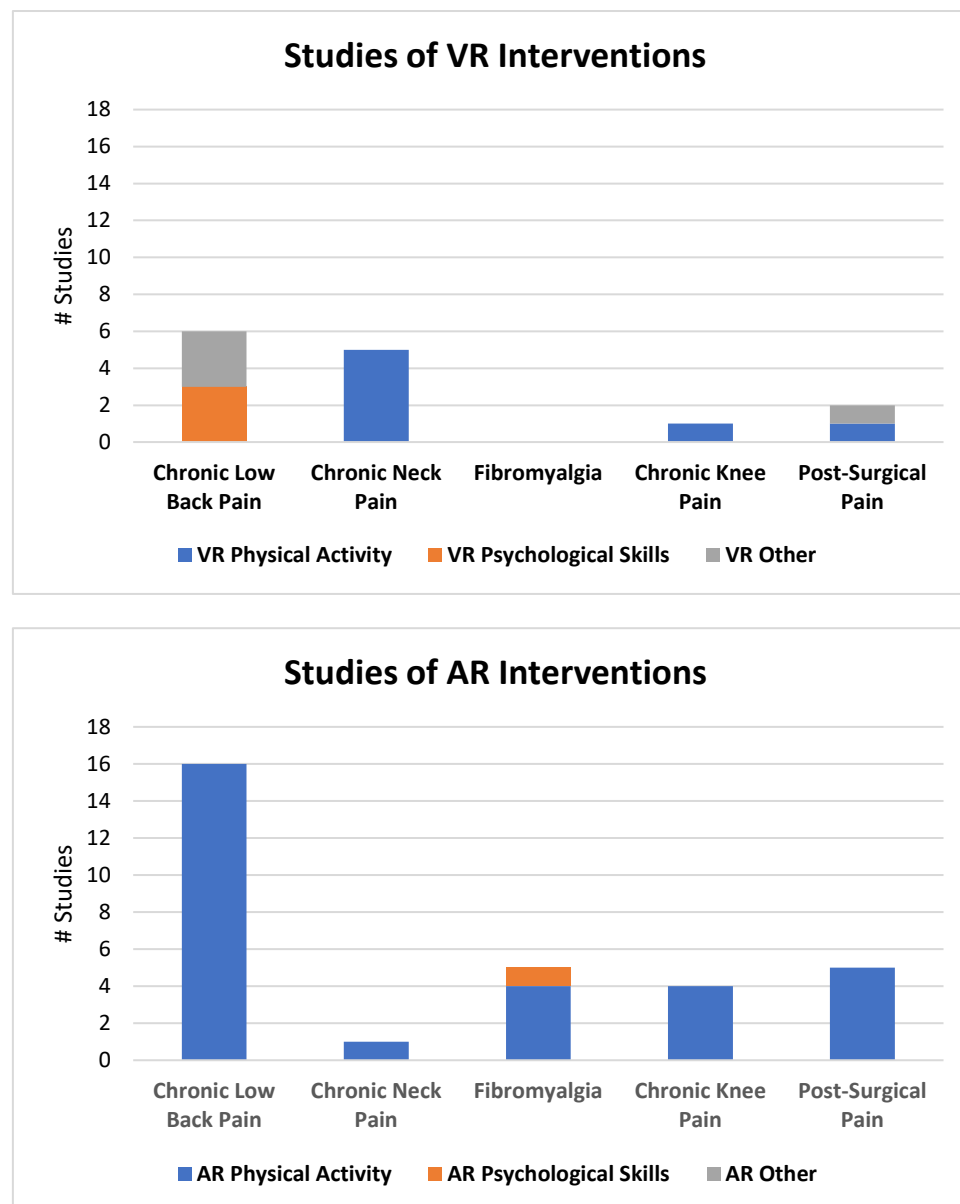 Studies of VR Interventions
18
16
14
12
10
8
6
4
2
0
# Studies
Chronic Low
Back Pain
Chronic Neck
Pain
Fibromyalgia
Chronic Knee
Pain
Post-Surgical
Pain
VR Physical Activity
VR Psychological Skills
VR Other
Studies of AR Interventions
18
16
14
12
10
8
6
4
2
0
# Studies
Chronic Low
Back Pain
Chronic Neck
Pain
Fibromyalgia
Chronic Knee
Pain
Post-Surgical
Pain
AR Physical Activity
AR Psychological Skills
AR Other